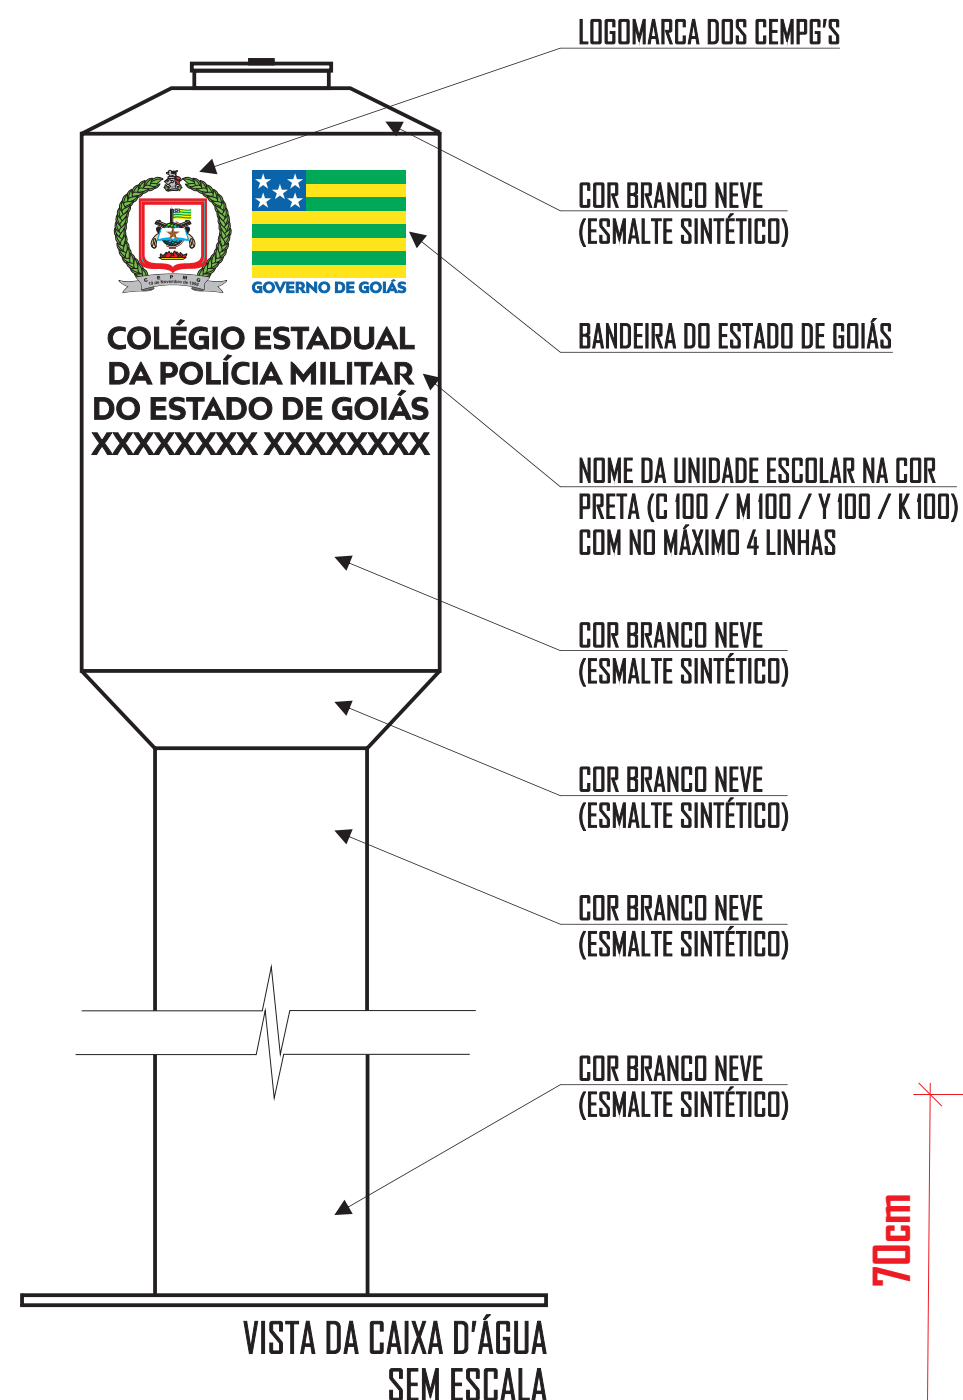 LOGOMARCA DOS CEMPG'S
COR BRANCO NEVE
(ESMALTE SINTÉTICO)
C E P M G
GOVERNO DE GOIÁS
BANDEIRA DO ESTADO DE GOIÁS
COLÉGIO ESTADUAL
DA POLÍCIA MILITAR
DO ESTADO DE GOIÁS
XXXXXXXX XXXXXXXX
NOME DA UNIDADE ESCOLAR NA COR
PRETA (C 100 / M 100 / Y 100 / K 100)
COM NO MÁXIMO 4 LINHAS
COR BRANCO NEVE
(ESMALTE SINTÉTICO)
COR BRANCO NEVE
(ESMALTE SINTÉTICO)
COR BRANCO NEVE
(ESMALTE SINTÉTICO)
COR BRANCO NEVE
(ESMALTE SINTÉTICO)
70cm
VISTA DA CAIXA D'ÁGUA
SEM ESCALA